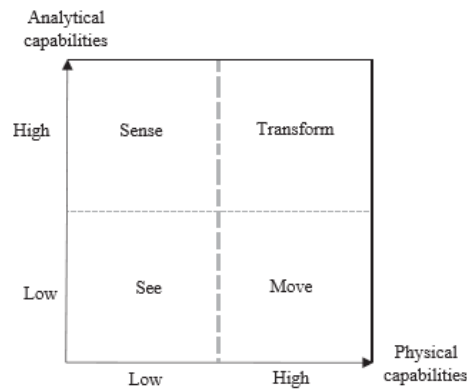 Analytical
capabilities
High
Sense
Transform
Low
See
Move
Physical
capabilities
Low
High